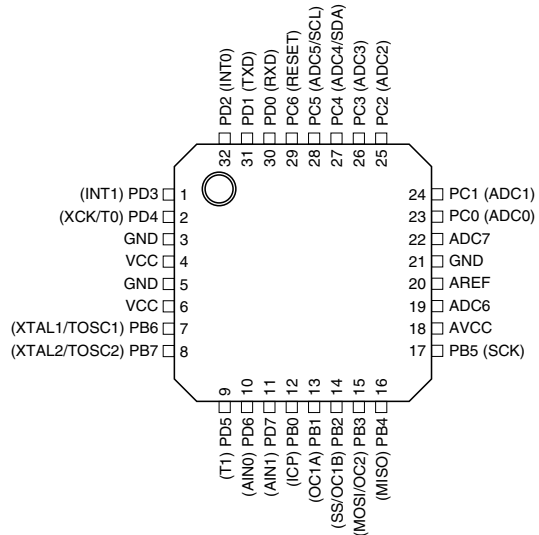 PD2 (INT0)
PD1 (TXD)
PD0 (RXD)
PC6 (RESET)
PC5 (ADC5/SCL)
PC4 (ADC4/SDA)
PC3 (ADC3)
PC2 (ADC2)
32
31
30
29
28
27
26
25
(INT1) PD3 1
(XCK/T0) PD4 2
GND 3
VCC 4
GND 5
VCC 6
(XTAL1/TOSC1) PB6 7
(XTAL2/TOSC2) PB7 8
24 PC1 (ADC1)
23 PC0 (ADC0)
22 ADC7
21 GND
20 AREF
19 ADC6
18 AVCC
17 PB5 (SCK)
9
10
11
12
13
14
15
16
(T1) PD5
(AIN0) PD6
(AIN1) PD7
(ICP) PB0
(OC1A) PB1
(SS/OC1B) PB2
(MOSI/OC2) PB3
(MISO) PB4